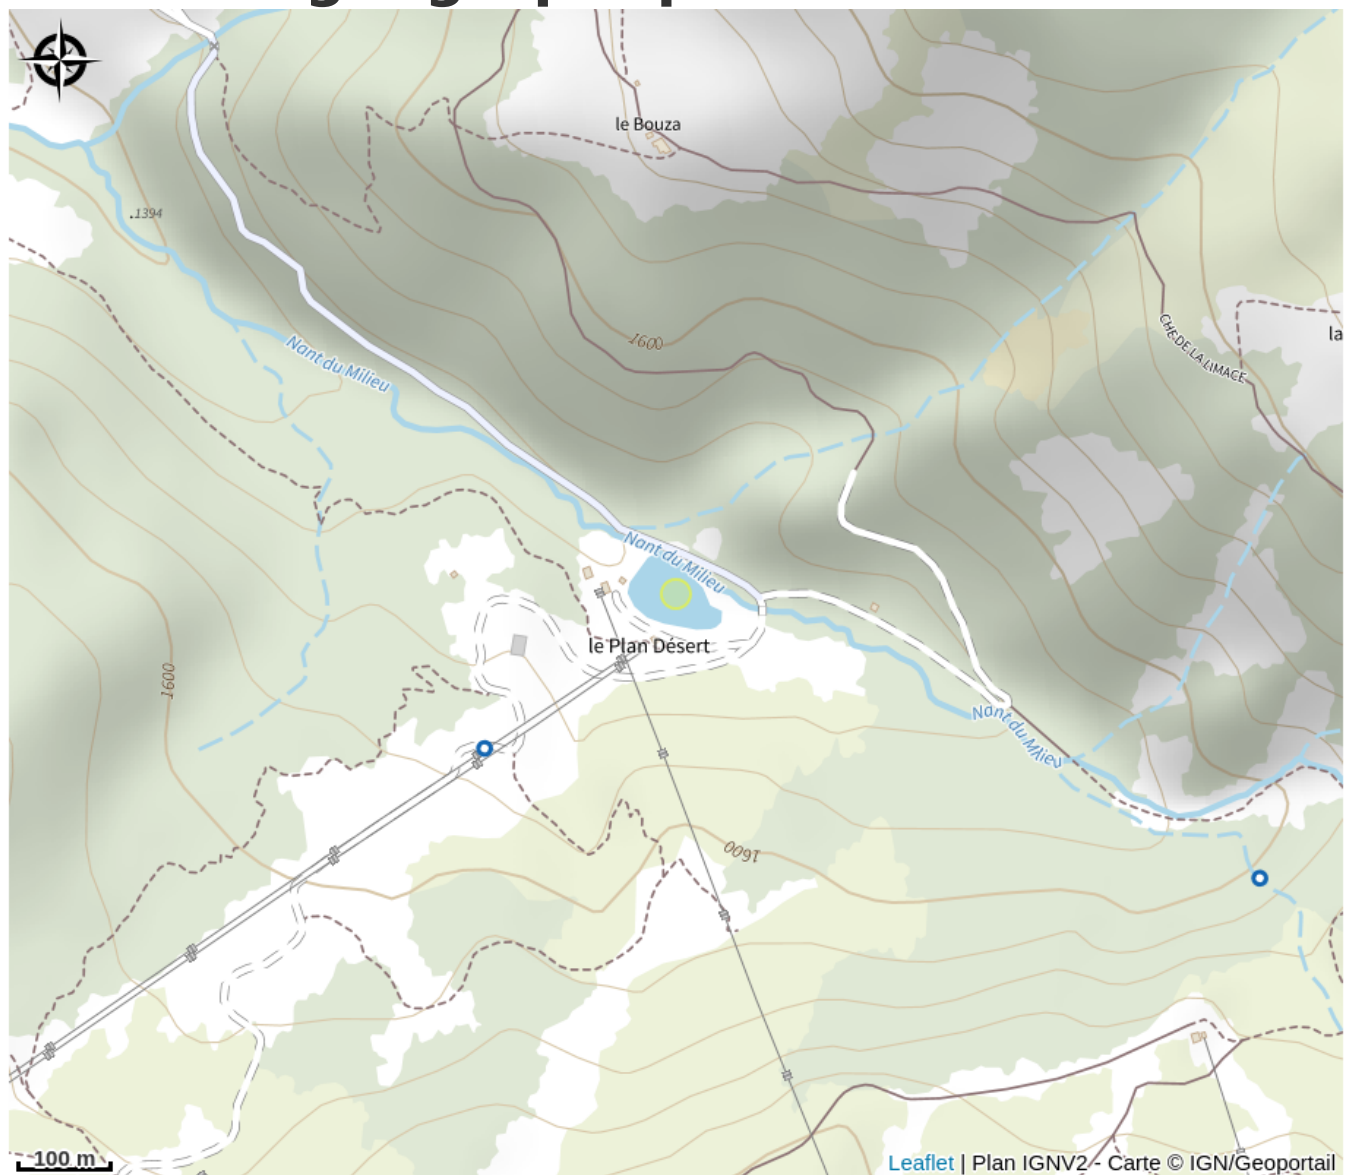 le Bouza
.1394
1600
CHE DE LA LIMACE
la
Nant du Milieu
Nant du Milieu
le Plan Désert
1600
Nant du Milieu
1600
100 m
Leaflet | Plan IGNV2 - Carte © IGN/Geoportail